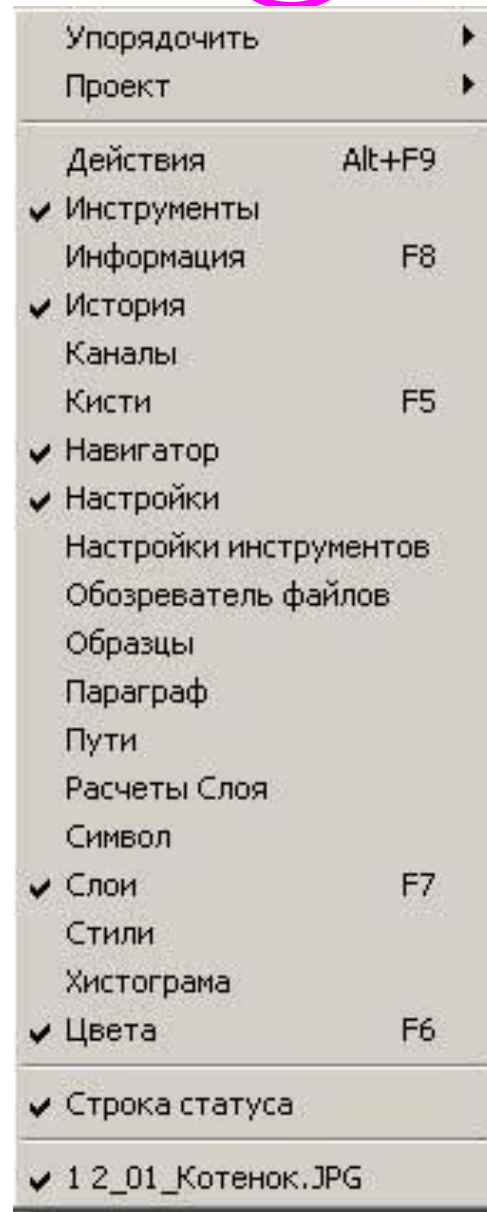 Упорядочить
Проект
Действия Alt+F9
Инструменты
Информация F8
История
Каналы
Кисти F5
Навигатор
Настройки
Настройки инструментов
Обозреватель файлов
Образцы
Параграф
Пути
Расчеты Слоя
Символ
Слои F7
Стили
Хистограма
Цвета F6
Строка статуса
1 2_01_Котенок.JPG